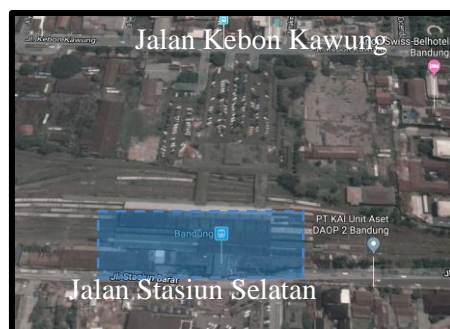 Jalan Kebon Kawung
Jl. Kebon Kawung
Swiss-Belhotel
Bandung
PT KAI Unit Aset
DAOP 2 Bandung
Bandung
Jl. Stasiun Barat
Jalan Stasiun Selatan